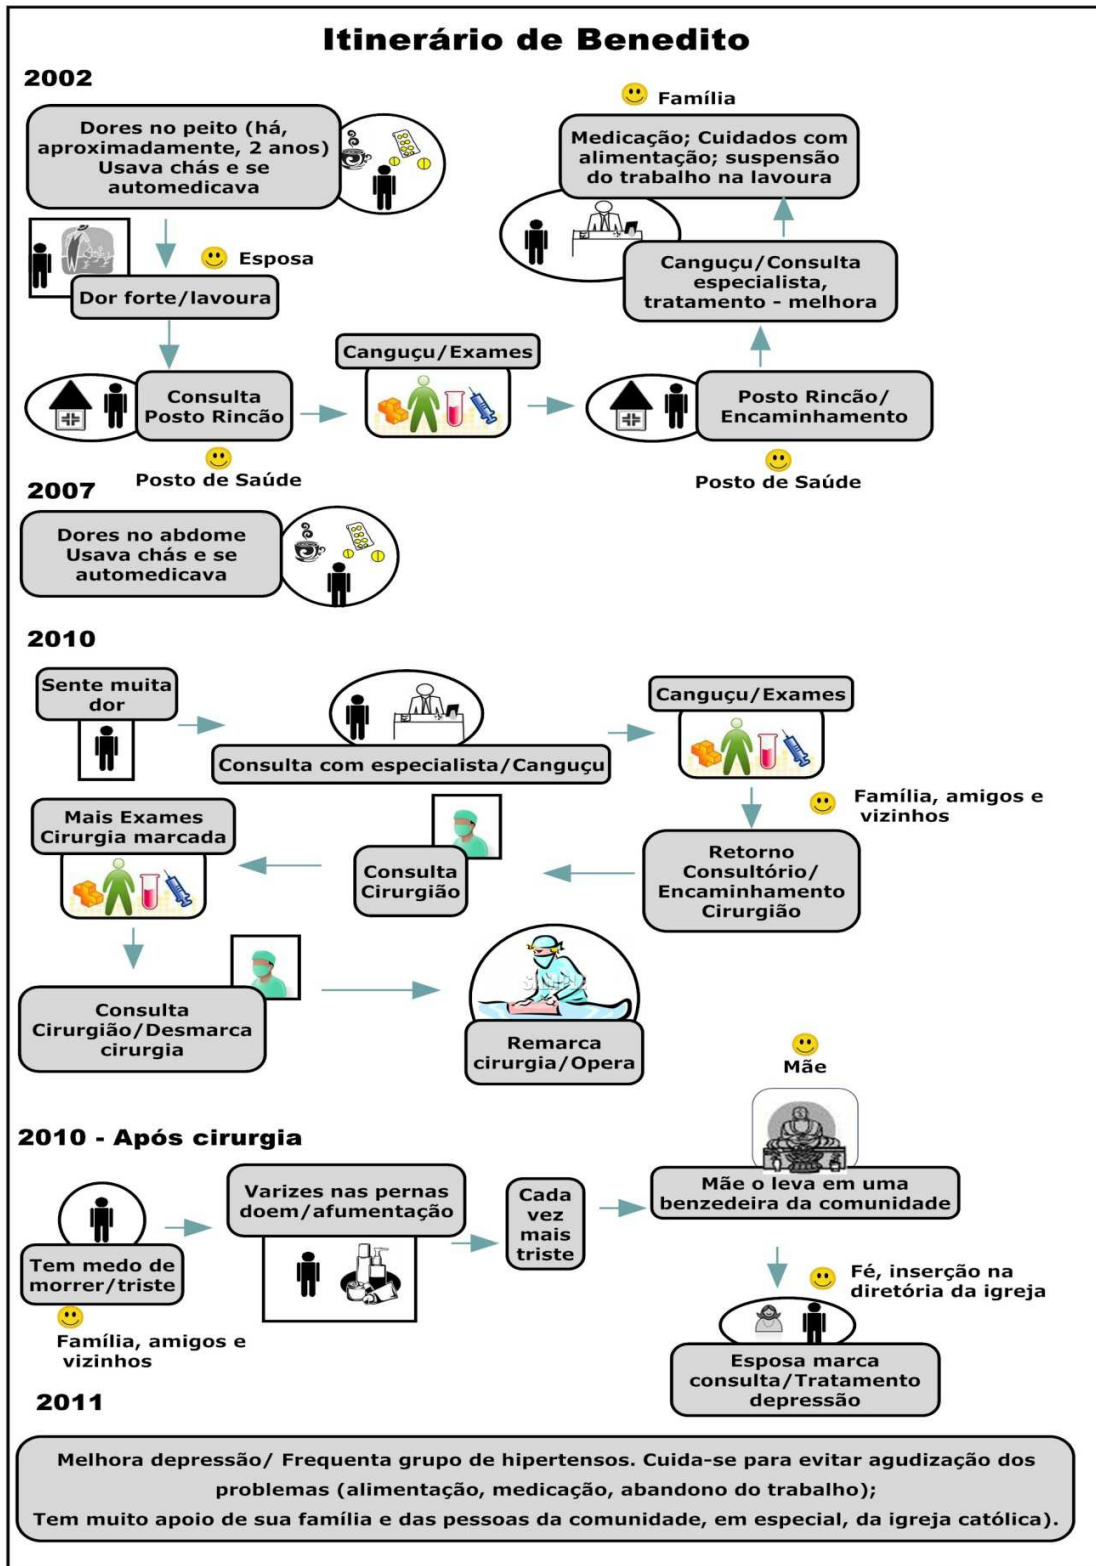 Itinerário de Benedito
2002
Dores no peito (há,
aproximadamente, 2 anos)
Usava chás e se
automedicava
Esposa
Dor forte/lavoura
Consulta
Posto Rincão
Posto de Saúde
Canguçu/Exames
Posto Rincão/
Encaminhamento
Posto de Saúde
Canguçu/Consulta
especialista,
tratamento - melhora
Família
Medicação; Cuidados com
alimentação; suspensão
do trabalho na lavoura
2007
Dores no abdome
Usava chás e se
automedicava
2010
Sente muita
dor
Consulta com especialista/Canguçu
Canguçu/Exames
Família, amigos e
vizinhos
Retorno
Consultório/
Encaminhamento
Cirurgião
Consulta
Cirurgião
Mais Exames
Cirurgia marcada
Consulta
Cirurgião/Desmarca
cirurgia
SAMPLE
Remarca
cirurgia/Opera
2010 - Após cirurgia
Tem medo de
morrer/triste
Família, amigos e
vizinhos
Varizes nas pernas
doem/afumentação
Cada
vez
mais
triste
Mãe
Mãe o leva em uma
benzedeira da comunidade
Fé, inserção na
diretória da igreja
Esposa marca
consulta/Tratamento
depressão
2011
Melhora depressão/ Frequenta grupo de hipertensos. Cuida-se para evitar agudização dos
problemas (alimentação, medicação, abandono do trabalho);
Tem muito apoio de sua família e das pessoas da comunidade, em especial, da igreja católica).